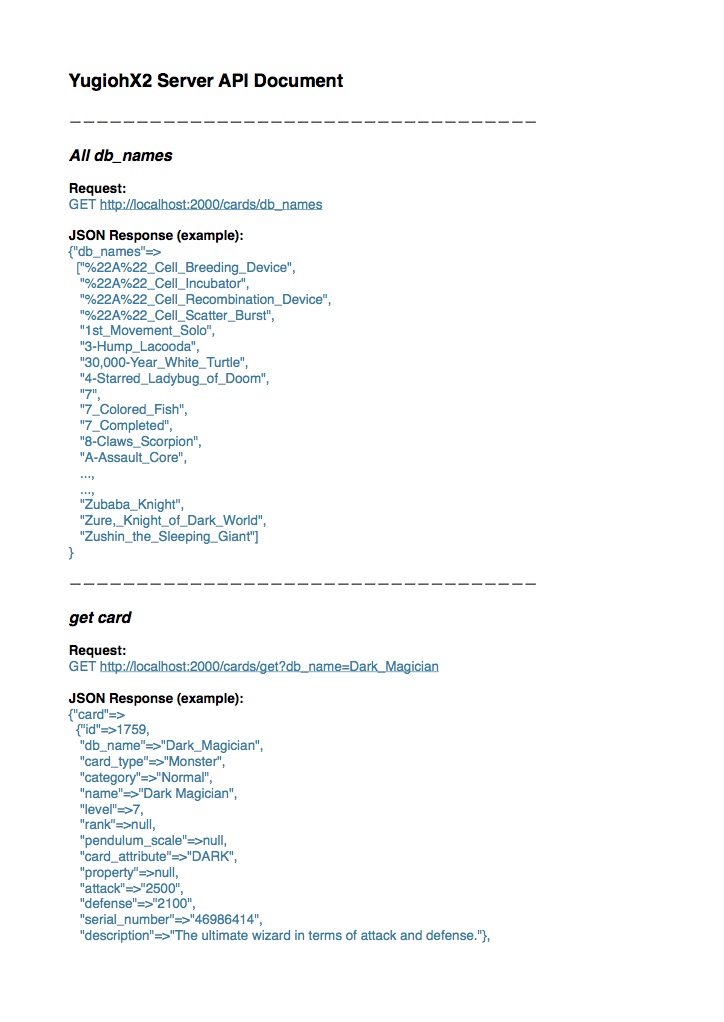 YugiohX2 Server API Document
___________________________________
All db_names
Request:
GET http://localhost:2000/cards/db_names
JSON Response (example):
{"db_names"=>
["%22A%22_Cell_Breeding_Device",
"%22A%22_Cell_Incubator",
"%22A%22_Cell_Recombination_Device",
"%22A%22_Cell_Scatter_Burst",
"1st_Movement_Solo",
"3-Hump_Lacooda",
"30,000-Year_White_Turtle",
"4-Starred_Ladybug_of_Doom",
"7",
"7_Colored_Fish",
"7_Completed",
"8-Claws_Scorpion",
"A-Assault_Core",
...,
...,
"Zubaba_Knight",
"Zure,_Knight_of_Dark_World",
"Zushin_the_Sleeping_Giant"]
}
___________________________________
get card
Request:
GET http://localhost:2000/cards/get?db_name=Dark_Magician
JSON Response (example):
{"card"=>
{"id"=>1759,
"db_name"=>"Dark_Magician",
"card_type"=>"Monster",
"category"=>"Normal",
"name"=>"Dark Magician",
"level"=>7,
"rank"=>null,
"pendulum_scale"=>null,
"card_attribute"=>"DARK",
"property"=>null,
"attack"=>"2500",
"defense"=>"2100",
"serial_number"=>"46986414",
"description"=>"The ultimate wizard in terms of attack and defense."},